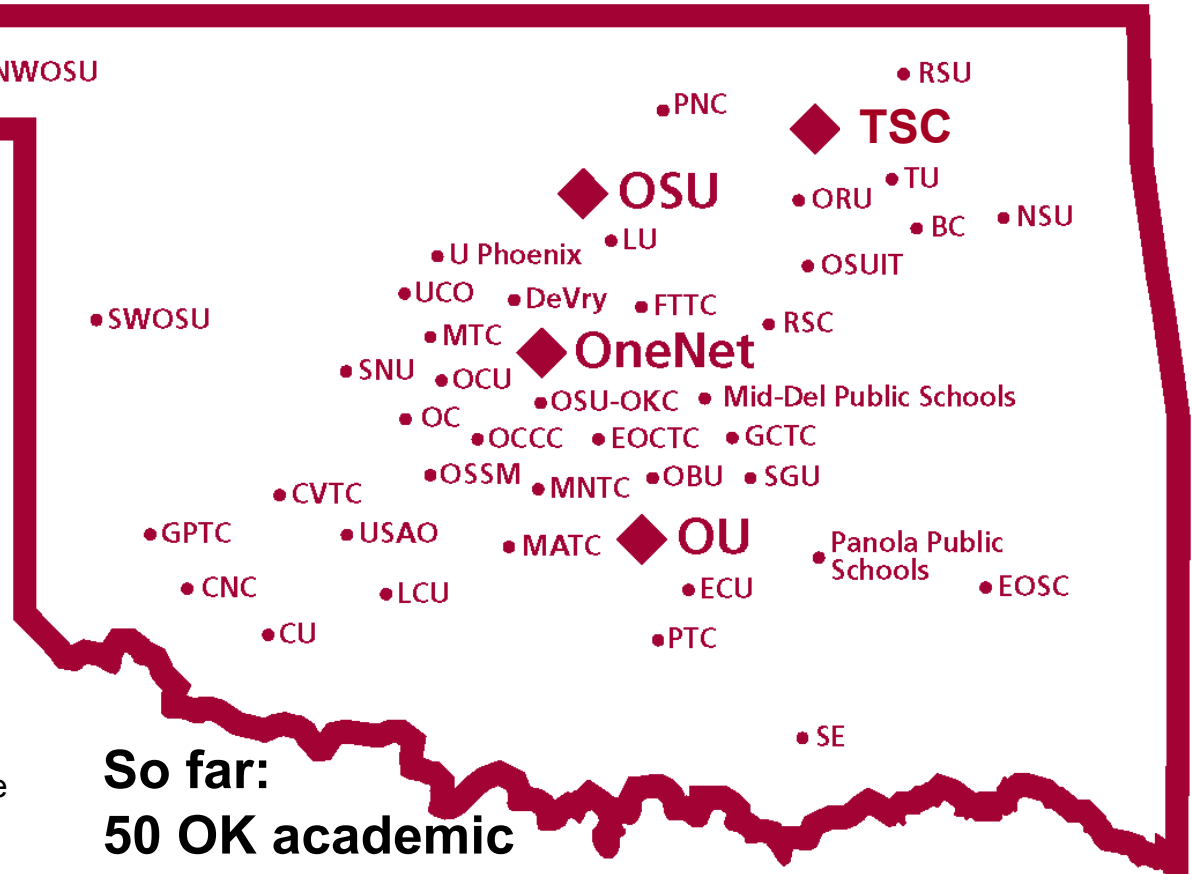 NWOSU
RSU
PNC
TSC
TU
OSU
ORU
NSU
BC
LU
U Phoenix
OSUIT
UCO
DeVry
FTTC
SWOSU
RSC
MTC
OneNet
SNU
OCU
OSU-OKC
Mid-Del Public Schools
OC
OCCC
EOCTC
GCTC
OSSM
OBU
SGU
MNTC
CVTC
GPTC
USAO
MATC
OU
Panola Public
Schools
CNC
LCU
ECU
EOSC
CU
PTC
SE
So far:
e
50 OK academic